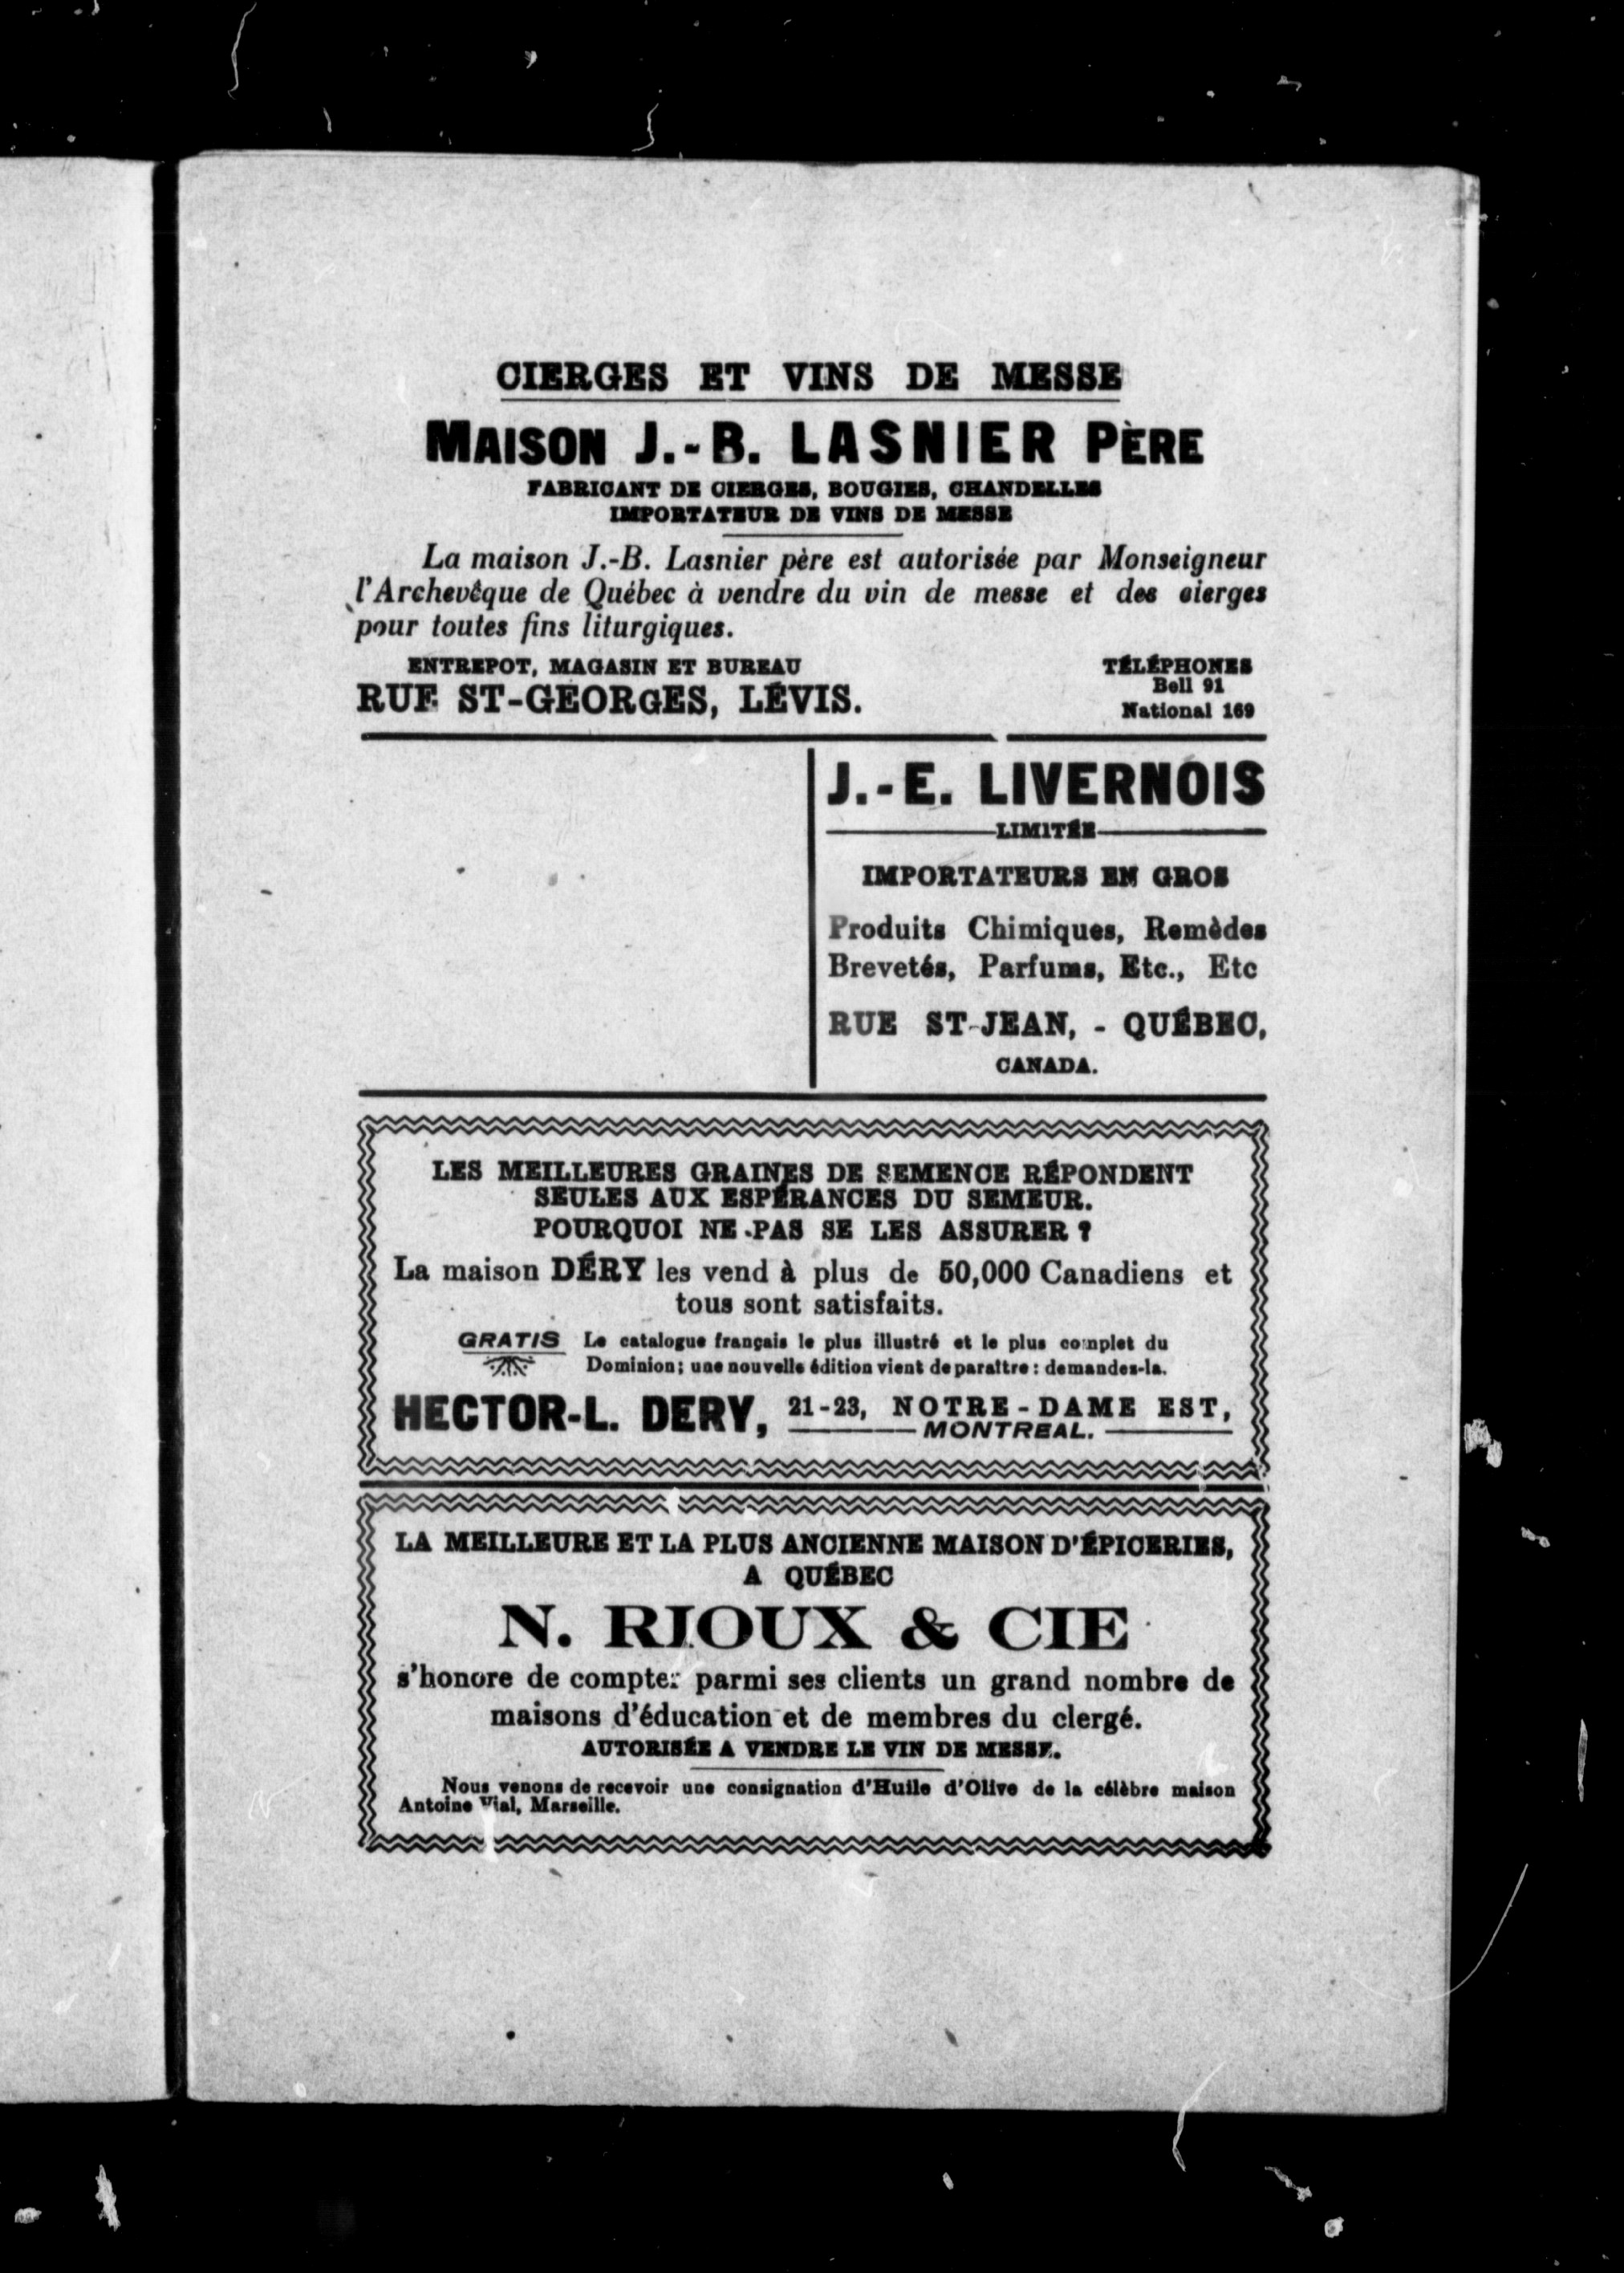 CIERGES ET VINS DE MESSE
MAISON J.-B. LASNIER PÈRE
FABRICANT DE CIERGES, BOUGIES, CHANDELLES
IMPORTATEUR DE VINS DE MESSE
La maison J.-B. Lasnier père est autorisée par Monseigneur
l'Archevêque de Québec à vendre du vin de messe et des cierges
pour toutes fins liturgiques.
ENTREPOT, MAGASIN ET BUREAU
RUE ST-GEORGES, LÉVIS.
TÉLÉPHONES
Bell 91
National 169
J.-E. LIVERNOIS
LIMITÉE
IMPORTATEURS EN GROS
Produits Chimiques, Remèdes
Brevetés, Parfums, Etc., Etc
RUE ST-JEAN, - QUÉBEC,
CANADA.
LES MEILLEURES GRAINES DE SEMENCE RÉPONDENT
SEULES AUX ESPÉRANCES DU SEMEUR.
POURQUOI NE PAS SE LES ASSURER ?
La maison DÉRY les vend à plus de 50,000 Canadiens et
tous sont satisfaits.
GRATIS Le catalogue français le plus illustré et le plus complet du
Dominion; une nouvelle édition vient de paraître : demandes-la.
HECTOR-L. DERY, 21-23, NOTRE-DAME EST,
MONTREAL.
LA MEILLEURE ET LA PLUS ANCIENNE MAISON D'ÉPICERIES,
A QUÉBEC
N. RIOUX & CIE
s'honore de compter parmi ses clients un grand nombre de
maisons d'éducation et de membres du clergé.
AUTORISÉE A VENDRE LE VIN DE MESSE.
Nous venons de recevoir une consignation d'Huile d'Olive de la célèbre maison
Antoine Vial, Marseille.